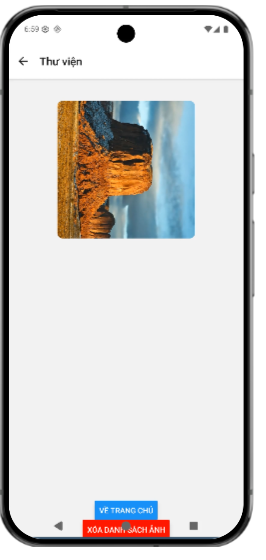 6:59
Thư viện
VỀ TRANG CHỦ
XÓA DANH SÁCH ẢNH